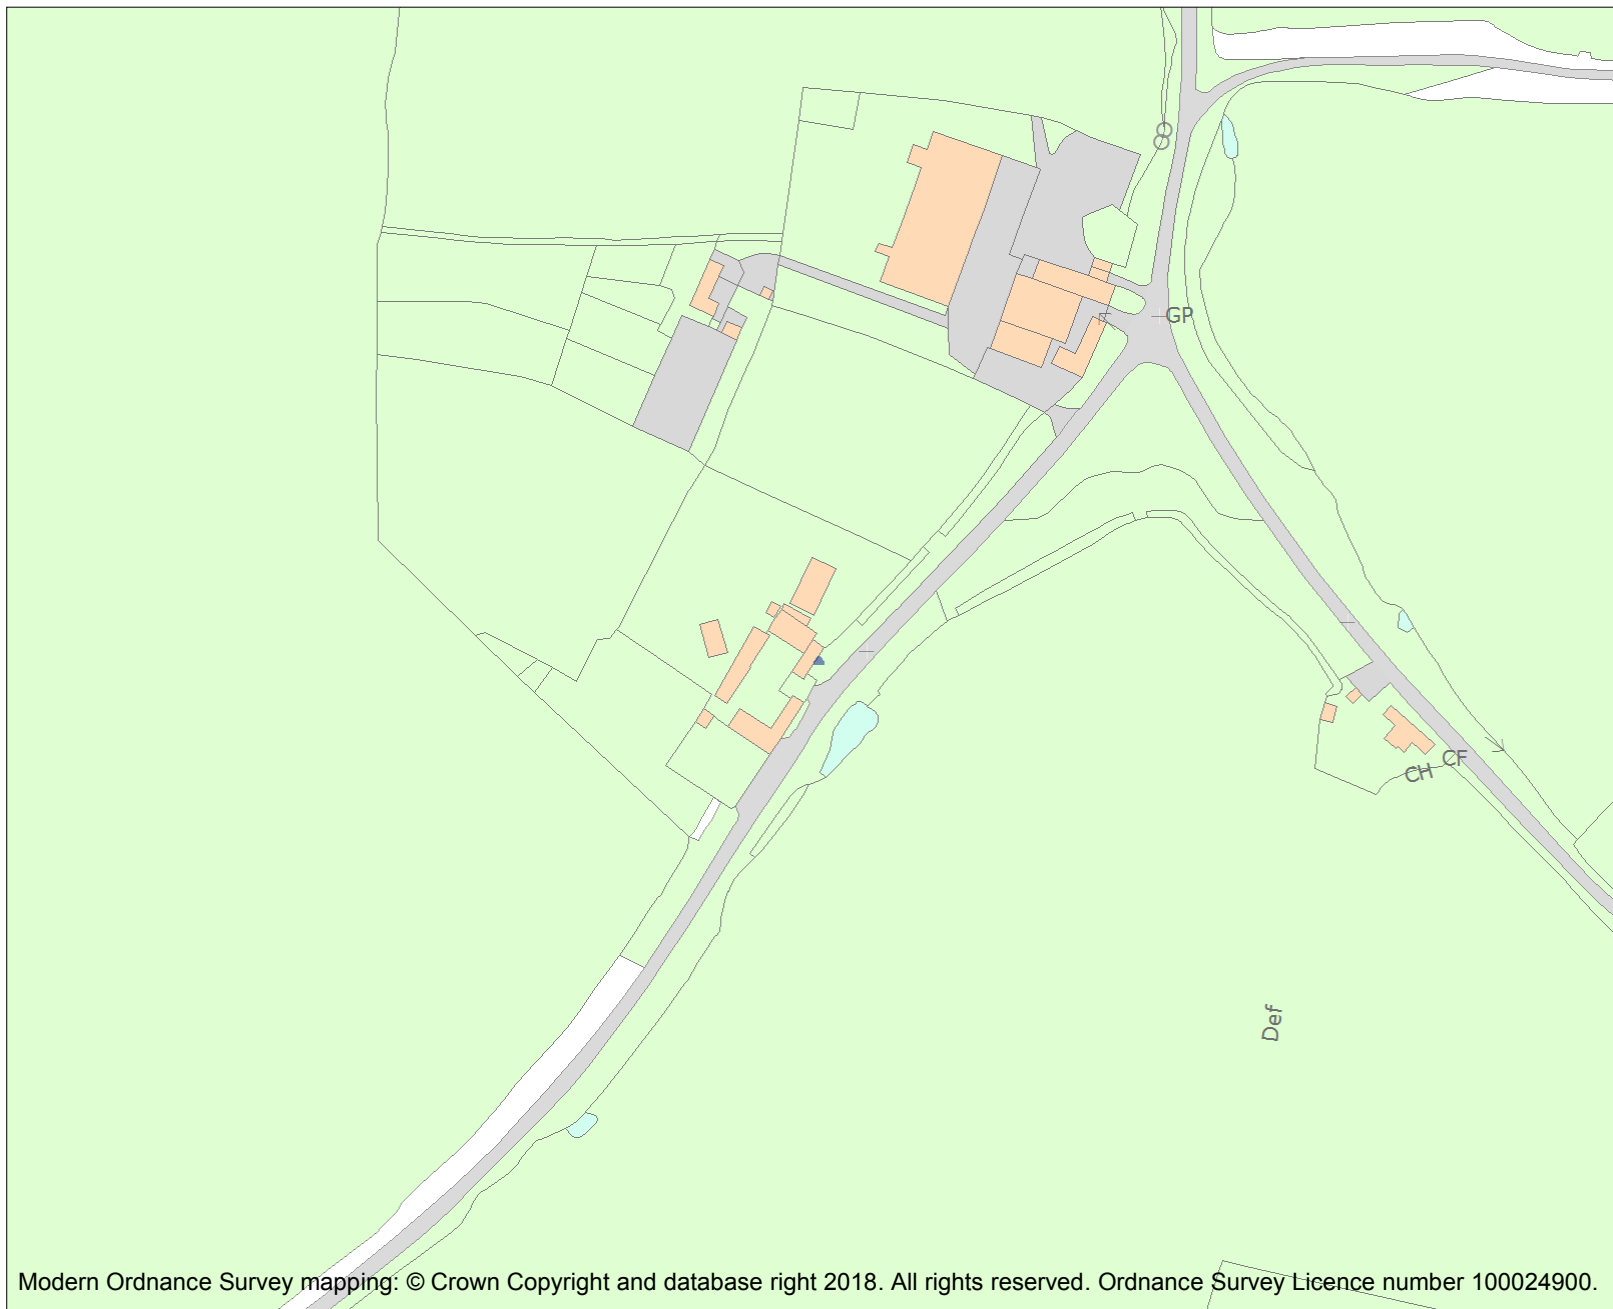 GP
CF
CH
Def
Modern Ordnance Survey mapping: © Crown Copyright and database right 2018. All rights reserved. Ordnance Survey Licence number 100024900.